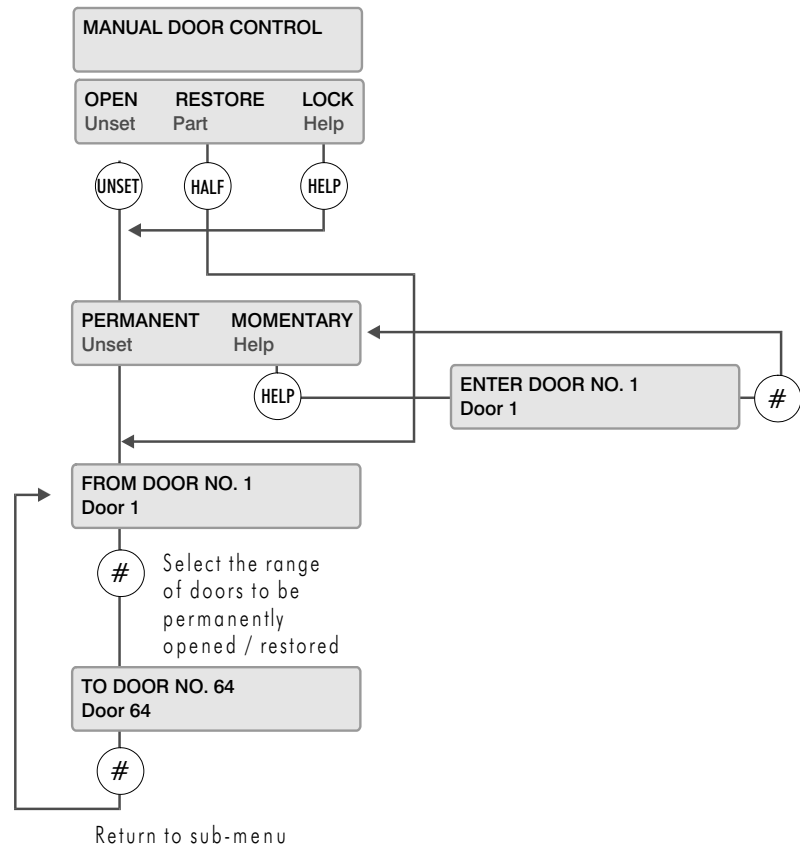 MANUAL DOOR CONTROL
OPEN RESTORE LOCK
Unset Part Help
UNSET HALF HELP
PERMANENT MOMENTARY
Unset Help
HELP
ENTER DOOR NO. 1
Door 1
#
FROM DOOR NO. 1
Door 1
#
Select the range
of doors to be
permanently
opened / restored
TO DOOR NO. 64
Door 64
#
Return to sub-menu